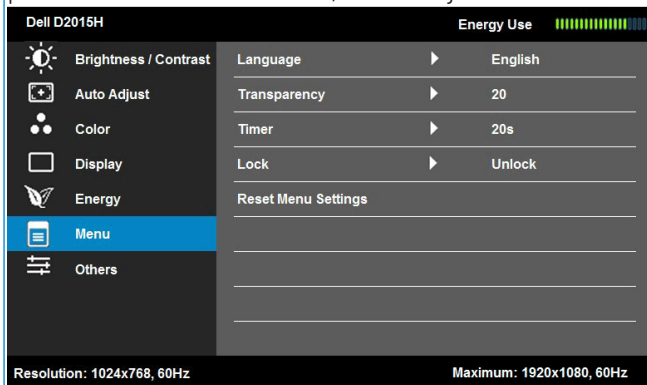 Dell D2015H Energy Use
Brightness / Contrast Language English
Auto Adjust Transparency 20
Color Timer 20s
Display Lock Unlock
Energy Reset Menu Settings
Menu
Others
Resolution: 1024x768, 60Hz Maximum: 1920x1080, 60Hz